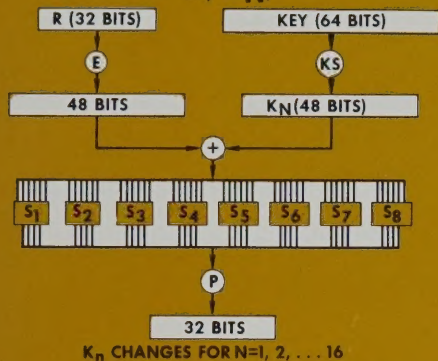 R (32 BITS) KEY (64 BITS)
E KS
48 BITS KN(48 BITS)
+
S1 S2 S3 S4 S5 S6 S7 S8
P
32 BITS
Kn CHANGES FOR N=1, 2, . . . 16